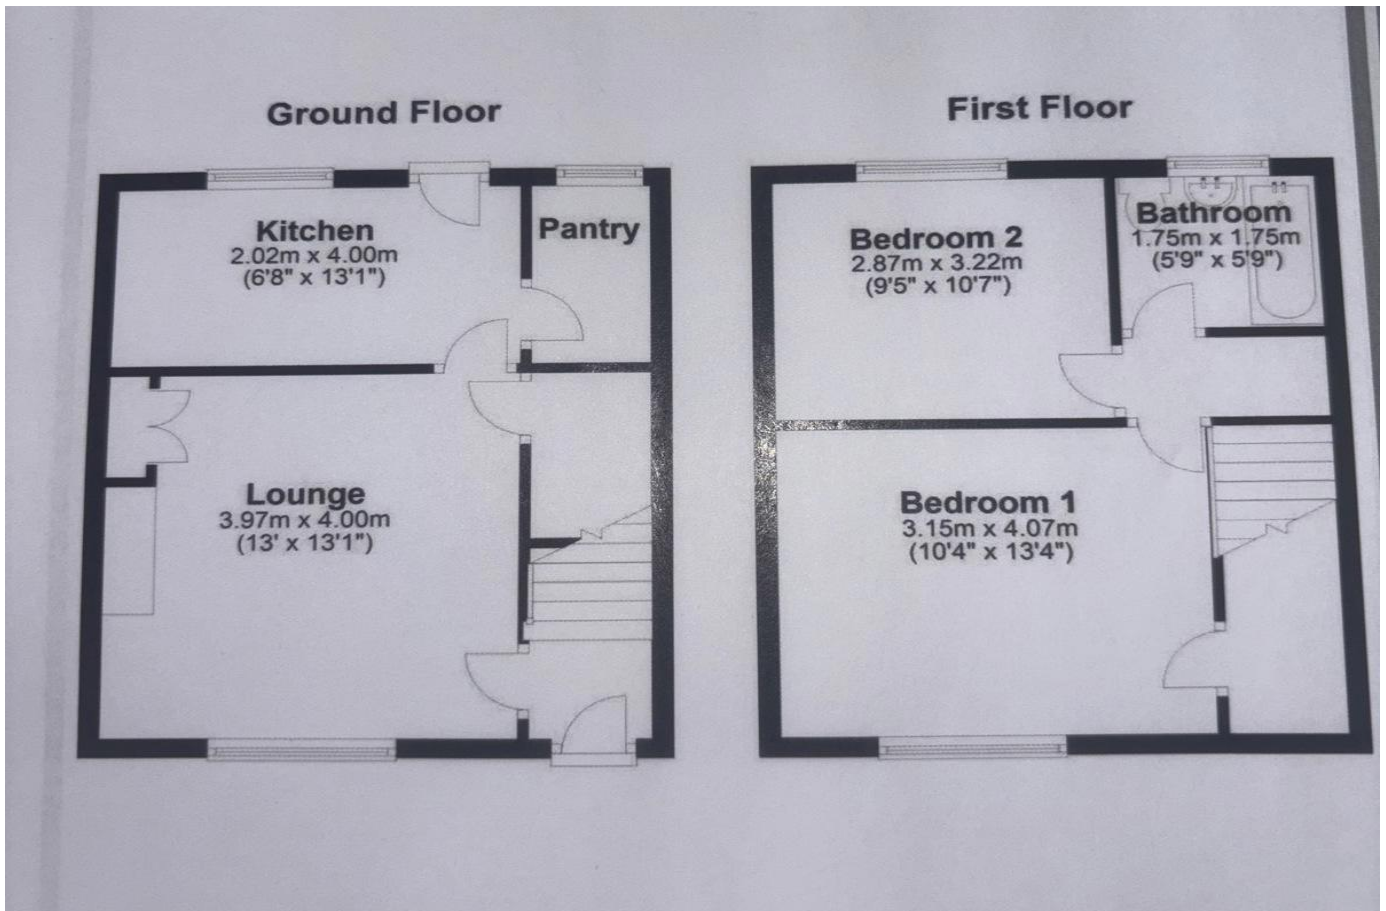 Ground Floor
Kitchen
2.02m x 4.00m
(6'8" x 13'1")
Pantry
Lounge
3.97m x 4.00m
(13' x 13'1")
First Floor
Bedroom 2
2.87m x 3.22m
(9'5" x 10'7")
Bathroom
1.75m x 1.75m
(5'9" x 5'9")
Bedroom 1
3.15m x 4.07m
(10'4" x 13'4")